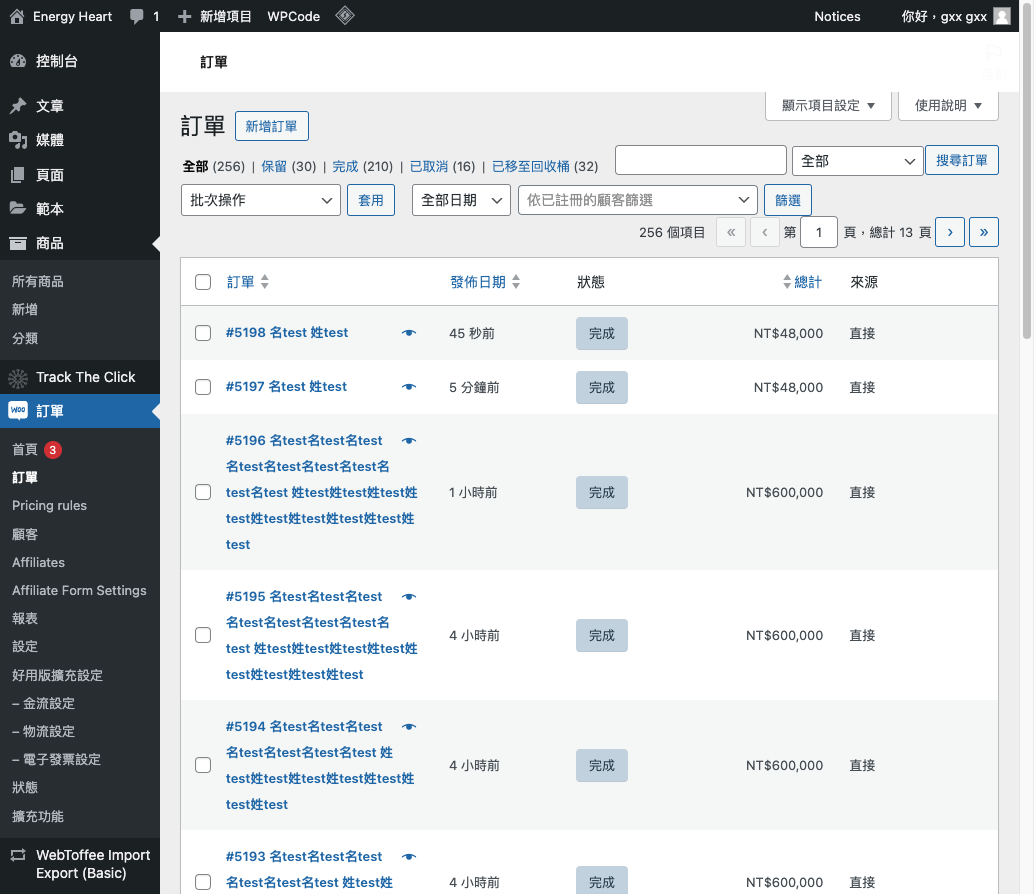 Energy Heart 1 新增項目 WPCode Notices 你好，gxx gxx
控制台
文章
媒體
頁面
範本
商品
所有商品
新增
分類
Track The Click
WOO 訂單
首頁 3
訂單
Pricing rules
顧客
Affiliates
Affiliate Form Settings
報表
設定
好用版擴充設定
– 金流設定
– 物流設定
– 電子發票設定
狀態
擴充功能
WebToffee Import
Export (Basic)
訂單
顯示項目設定 ▼ 使用說明 ▼
訂單 新增訂單
全部 (256) | 保留 (30) | 完成 (210) | 已取消 (16) | 已移至回收桶 (32) 全部 搜尋訂單
批次操作 套用 全部日期 依已註冊的顧客篩選 篩選
256 個項目 « ‹ 第 1 頁，總計 13 頁 › »
訂單 發佈日期 狀態 總計 來源
#5198 名test 姓test 45 秒前 完成 NT$48,000 直接
#5197 名test 姓test 5 分鐘前 完成 NT$48,000 直接
#5196 名test名test名test
名test名test名test名test名
test名test 姓test姓test姓test姓 1 小時前 完成 NT$600,000 直接
test姓test姓test姓test姓test姓
test
#5195 名test名test名test
名test名test名test名test名
test 姓test姓test姓test姓test姓 4 小時前 完成 NT$600,000 直接
test姓test姓test姓test
#5194 名test名test名test
名test名test名test名test 姓
test姓test姓test姓test姓test姓 4 小時前 完成 NT$600,000 直接
test姓test
#5193 名test名test名test
名test名test名test 姓test姓 4 小時前 完成 NT$600,000 直接